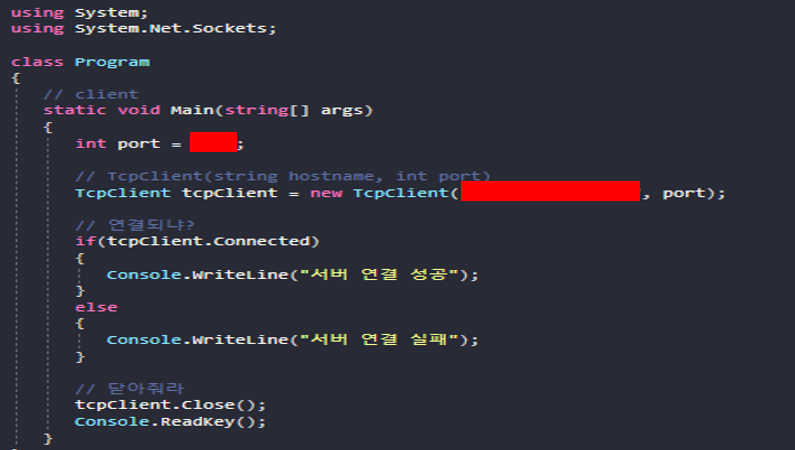 using System;
using System.Net.Sockets;
class Program
{
// client
static void Main(string[] args)
{
int port = ;
// TcpClient(string hostname, int port)
TcpClient tcpClient = new TcpClient( ", port);
// 연결되냐?
if(tcpClient.Connected)
{
Console.WriteLine("서버 연결 성공");
}
else
{
Console.WriteLine("서버 연결 실패");
}
// 닫아줘라
tcpClient.Close();
Console.ReadKey();
}